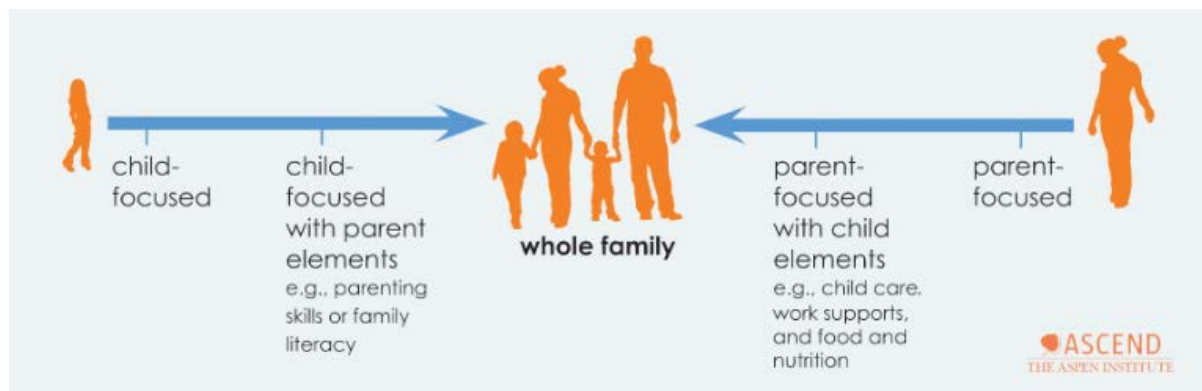 child-
focused
child-
focused
with parent
elements
e.g., parenting
skills or family
literacy
whole family
parent-
focused
with child
elements
e.g., child care,
work supports,
and food and
nutrition
parent-
focused
ASCEND
THE ASPEN INSTITUTE